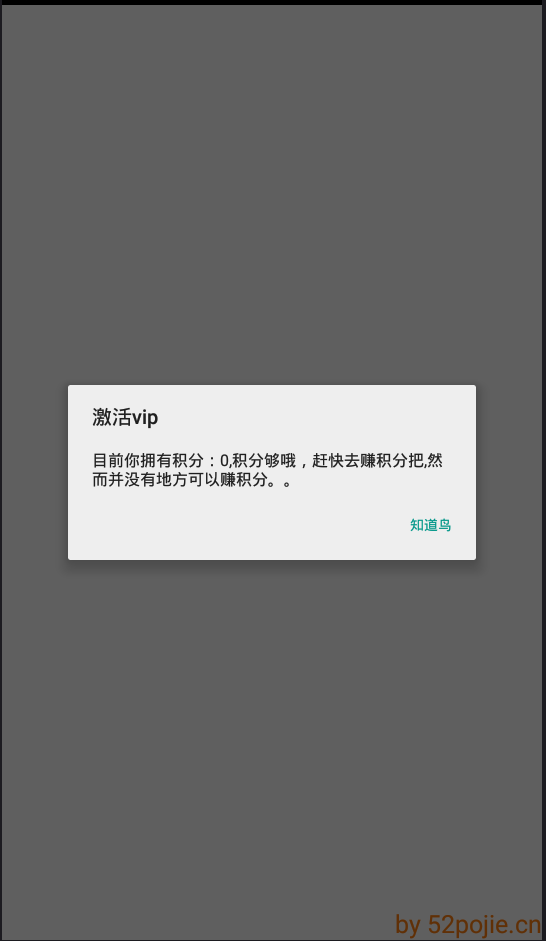 激活vip
目前你拥有积分：0,积分够哦，赶快去赚积分把,然
而并没有地方可以赚积分。。
知道鸟
by 52pojie.cn